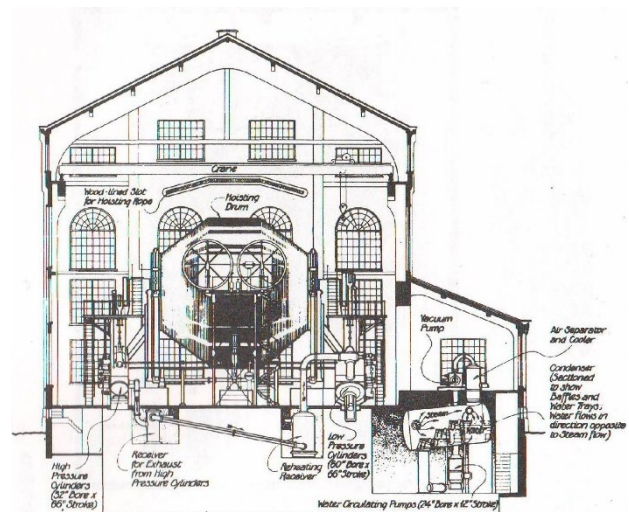 Crane
Wood-lined Slot
for Hoisting Rope
Hoisting
Drum
Vacuum
Pump
Air Separator
and Cooler
Condenser
(Sectioned
to show
Baffles and
Water Trays;
Water Flows in
direction opposite
to Steam flow)
Steam
High
Pressure
Cylinders
(32" Bore x
66" Stroke)
Receiver
for Exhaust
from High
Pressure Cylinders
Reheating
Receiver
Low
Pressure
Cylinders
(60" Bore x
66" Stroke)
Water Circulating Pumps (24" Bore x 12" Stroke)